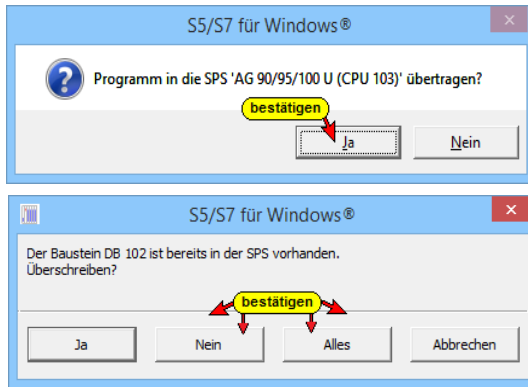 S5/S7 für Windows®
Programm in die SPS 'AG 90/95/100 U (CPU 103)' übertragen?
bestätigen
Ja
Nein
S5/S7 für Windows®
Der Baustein DB 102 ist bereits in der SPS vorhanden.
Überschreiben?
bestätigen
Ja
Nein
Alles
Abbrechen